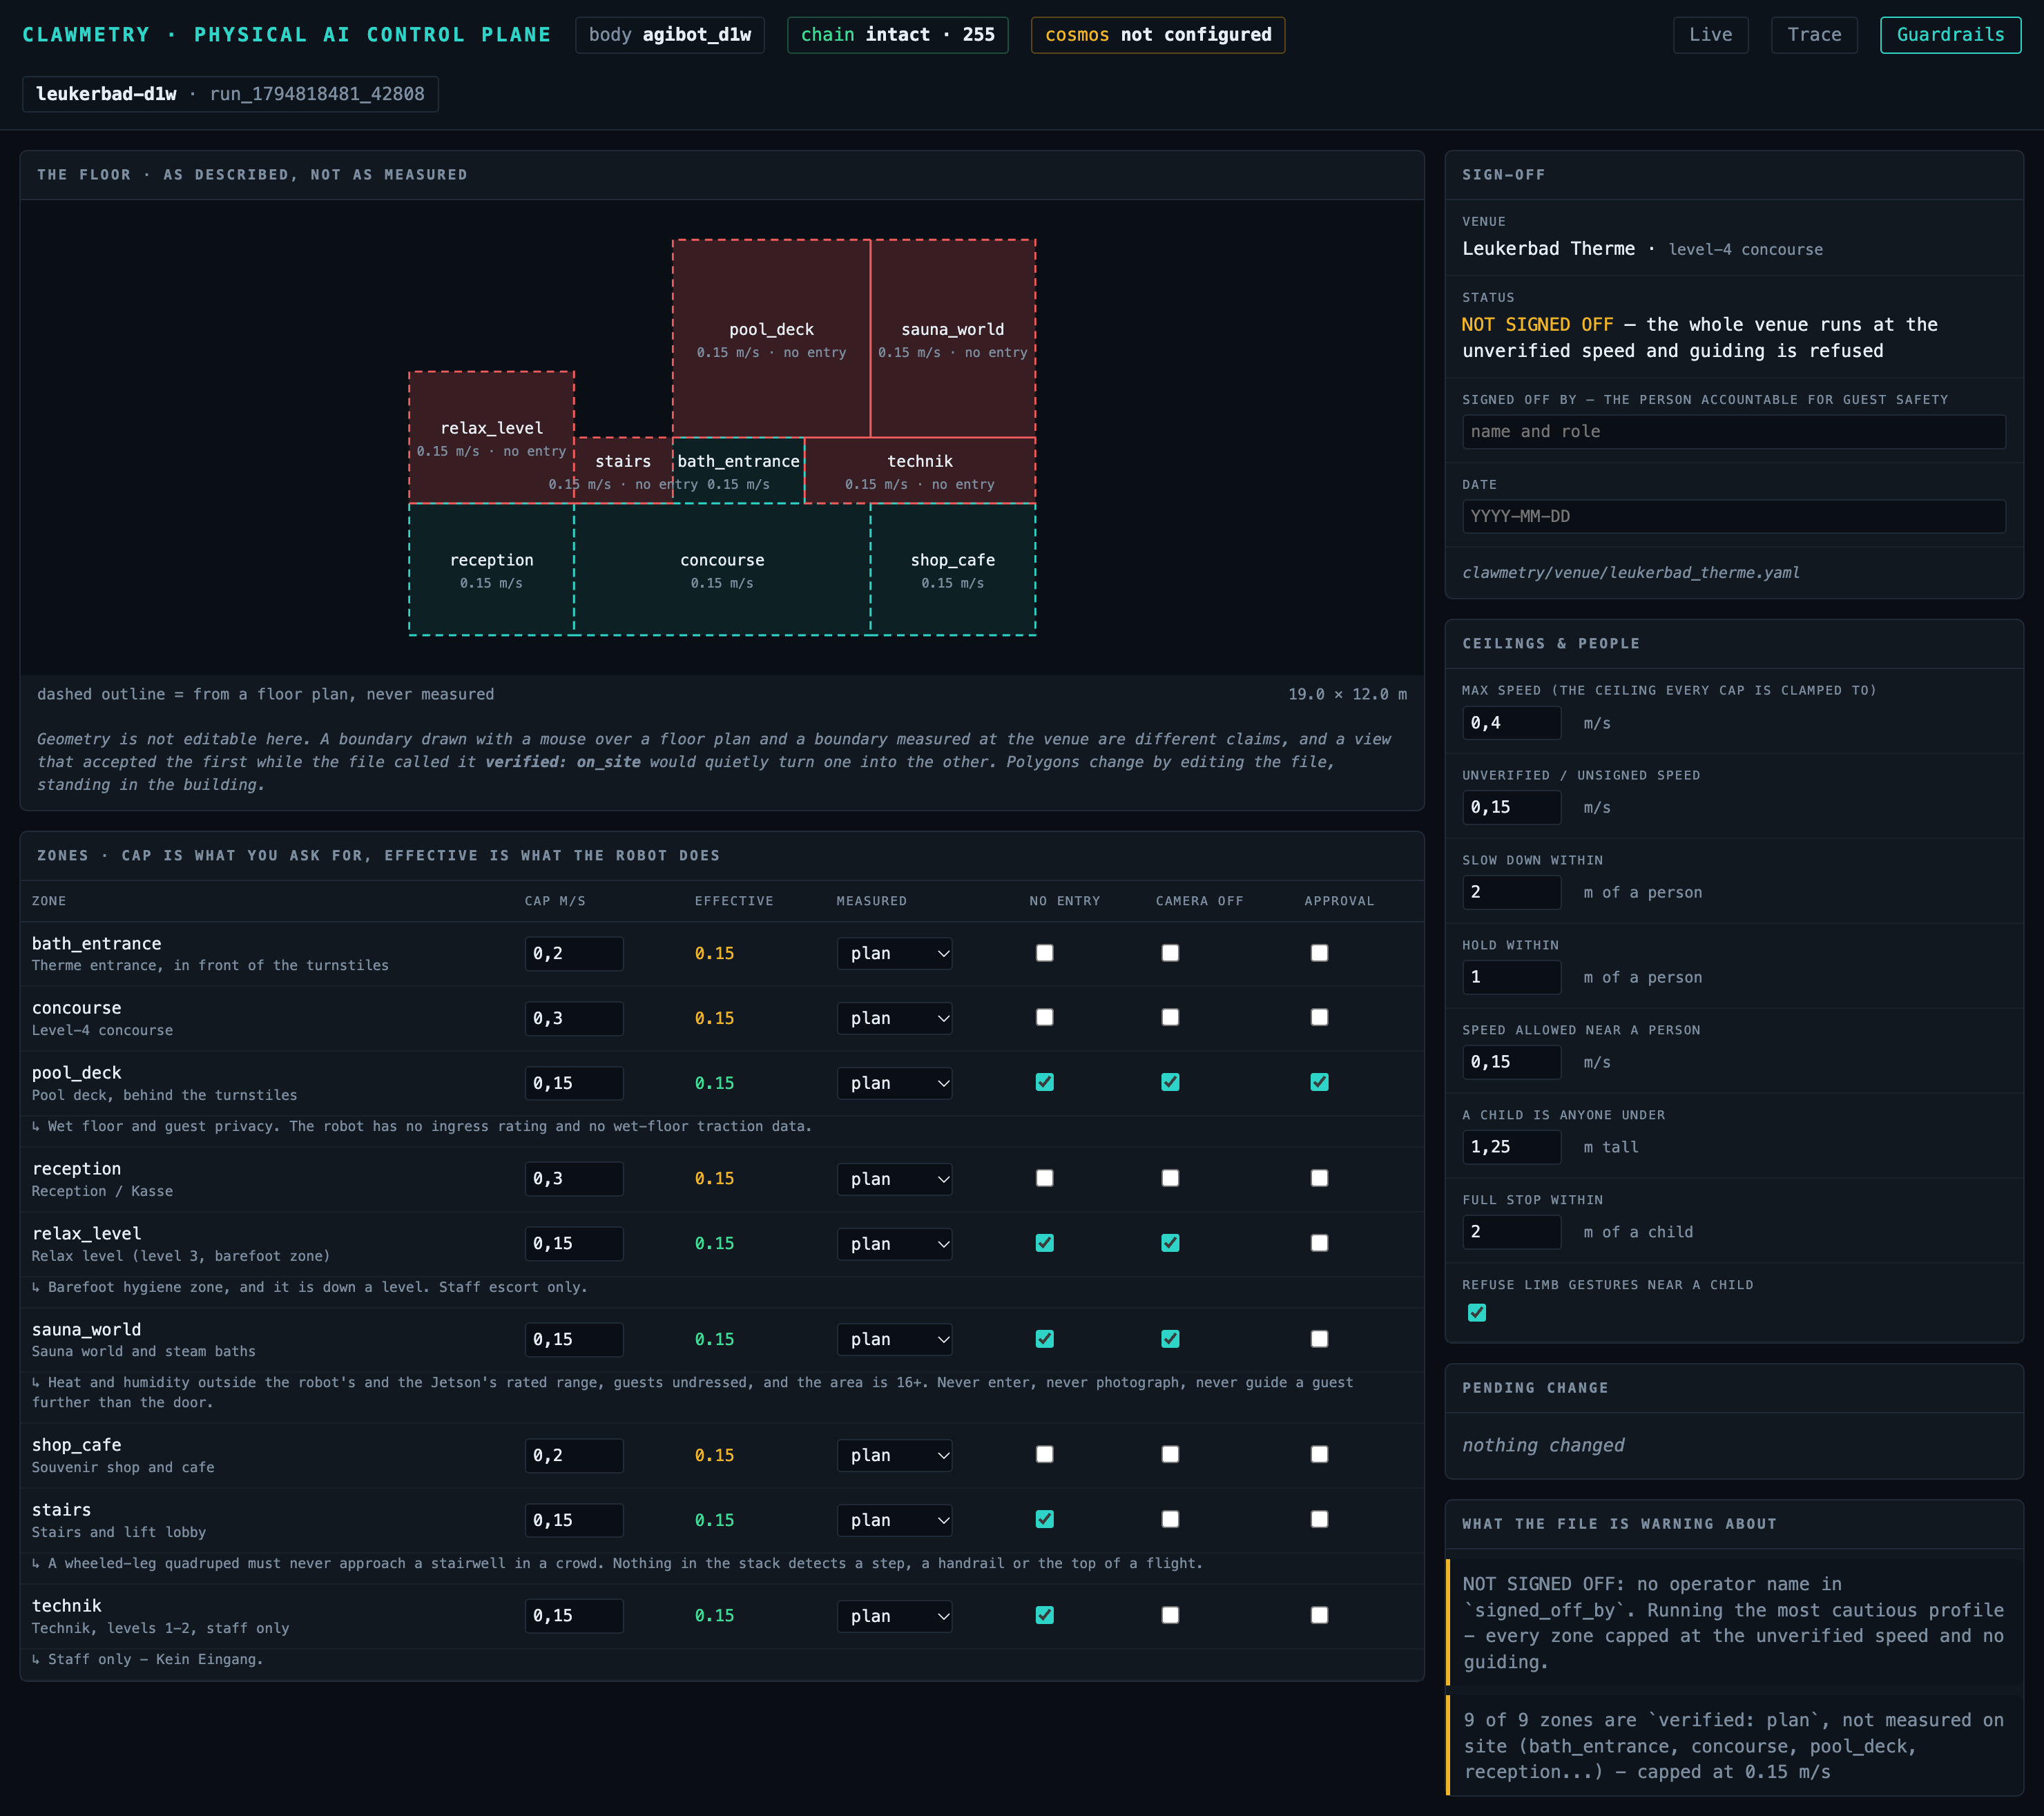 CLAWMETRY · PHYSICAL AI CONTROL PLANE
body agibot_d1w
chain intact · 255
cosmos not configured
Live
Trace
Guardrails
leukerbad-d1w · run_1794818481_42808
THE FLOOR · AS DESCRIBED, NOT AS MEASURED
pool_deck
0.15 m/s · no entry
sauna_world
0.15 m/s · no entry
relax_level
0.15 m/s · no entry
stairs
0.15 m/s · no entry
bath_entrance
0.15 m/s
technik
0.15 m/s · no entry
reception
0.15 m/s
concourse
0.15 m/s
shop_cafe
0.15 m/s
dashed outline = from a floor plan, never measured
19.0 × 12.0 m
Geometry is not editable here. A boundary drawn with a mouse over a floor plan and a boundary measured at the venue are different claims, and a view
that accepted the first while the file called it verified: on_site would quietly turn one into the other. Polygons change by editing the file,
standing in the building.
ZONES · CAP IS WHAT YOU ASK FOR, EFFECTIVE IS WHAT THE ROBOT DOES
ZONE CAP M/S EFFECTIVE MEASURED NO ENTRY CAMERA OFF APPROVAL
bath_entrance
Therme entrance, in front of the turnstiles
0,2 0.15 plan
concourse
Level-4 concourse
0,3 0.15 plan
pool_deck
Pool deck, behind the turnstiles
0,15 0.15 plan
↳ Wet floor and guest privacy. The robot has no ingress rating and no wet-floor traction data.
reception
Reception / Kasse
0,3 0.15 plan
relax_level
Relax level (level 3, barefoot zone)
0,15 0.15 plan
↳ Barefoot hygiene zone, and it is down a level. Staff escort only.
sauna_world
Sauna world and steam baths
0,15 0.15 plan
↳ Heat and humidity outside the robot's and the Jetson's rated range, guests undressed, and the area is 16+. Never enter, never photograph, never guide a guest
further than the door.
shop_cafe
Souvenir shop and cafe
0,2 0.15 plan
stairs
Stairs and lift lobby
0,15 0.15 plan
↳ A wheeled-leg quadruped must never approach a stairwell in a crowd. Nothing in the stack detects a step, a handrail or the top of a flight.
technik
Technik, levels 1-2, staff only
0,15 0.15 plan
↳ Staff only – Kein Eingang.
SIGN-OFF
VENUE
Leukerbad Therme · level-4 concourse
STATUS
NOT SIGNED OFF — the whole venue runs at the
unverified speed and guiding is refused
SIGNED OFF BY — THE PERSON ACCOUNTABLE FOR GUEST SAFETY
name and role
DATE
YYYY-MM-DD
clawmetry/venue/leukerbad_therme.yaml
CEILINGS & PEOPLE
MAX SPEED (THE CEILING EVERY CAP IS CLAMPED TO)
0,4 m/s
UNVERIFIED / UNSIGNED SPEED
0,15 m/s
SLOW DOWN WITHIN
2 m of a person
HOLD WITHIN
1 m of a person
SPEED ALLOWED NEAR A PERSON
0,15 m/s
A CHILD IS ANYONE UNDER
1,25 m tall
FULL STOP WITHIN
2 m of a child
REFUSE LIMB GESTURES NEAR A CHILD
PENDING CHANGE
nothing changed
WHAT THE FILE IS WARNING ABOUT
NOT SIGNED OFF: no operator name in
`signed_off_by`. Running the most cautious profile
— every zone capped at the unverified speed and no
guiding.
9 of 9 zones are `verified: plan`, not measured on
site (bath_entrance, concourse, pool_deck,
reception...) — capped at 0.15 m/s